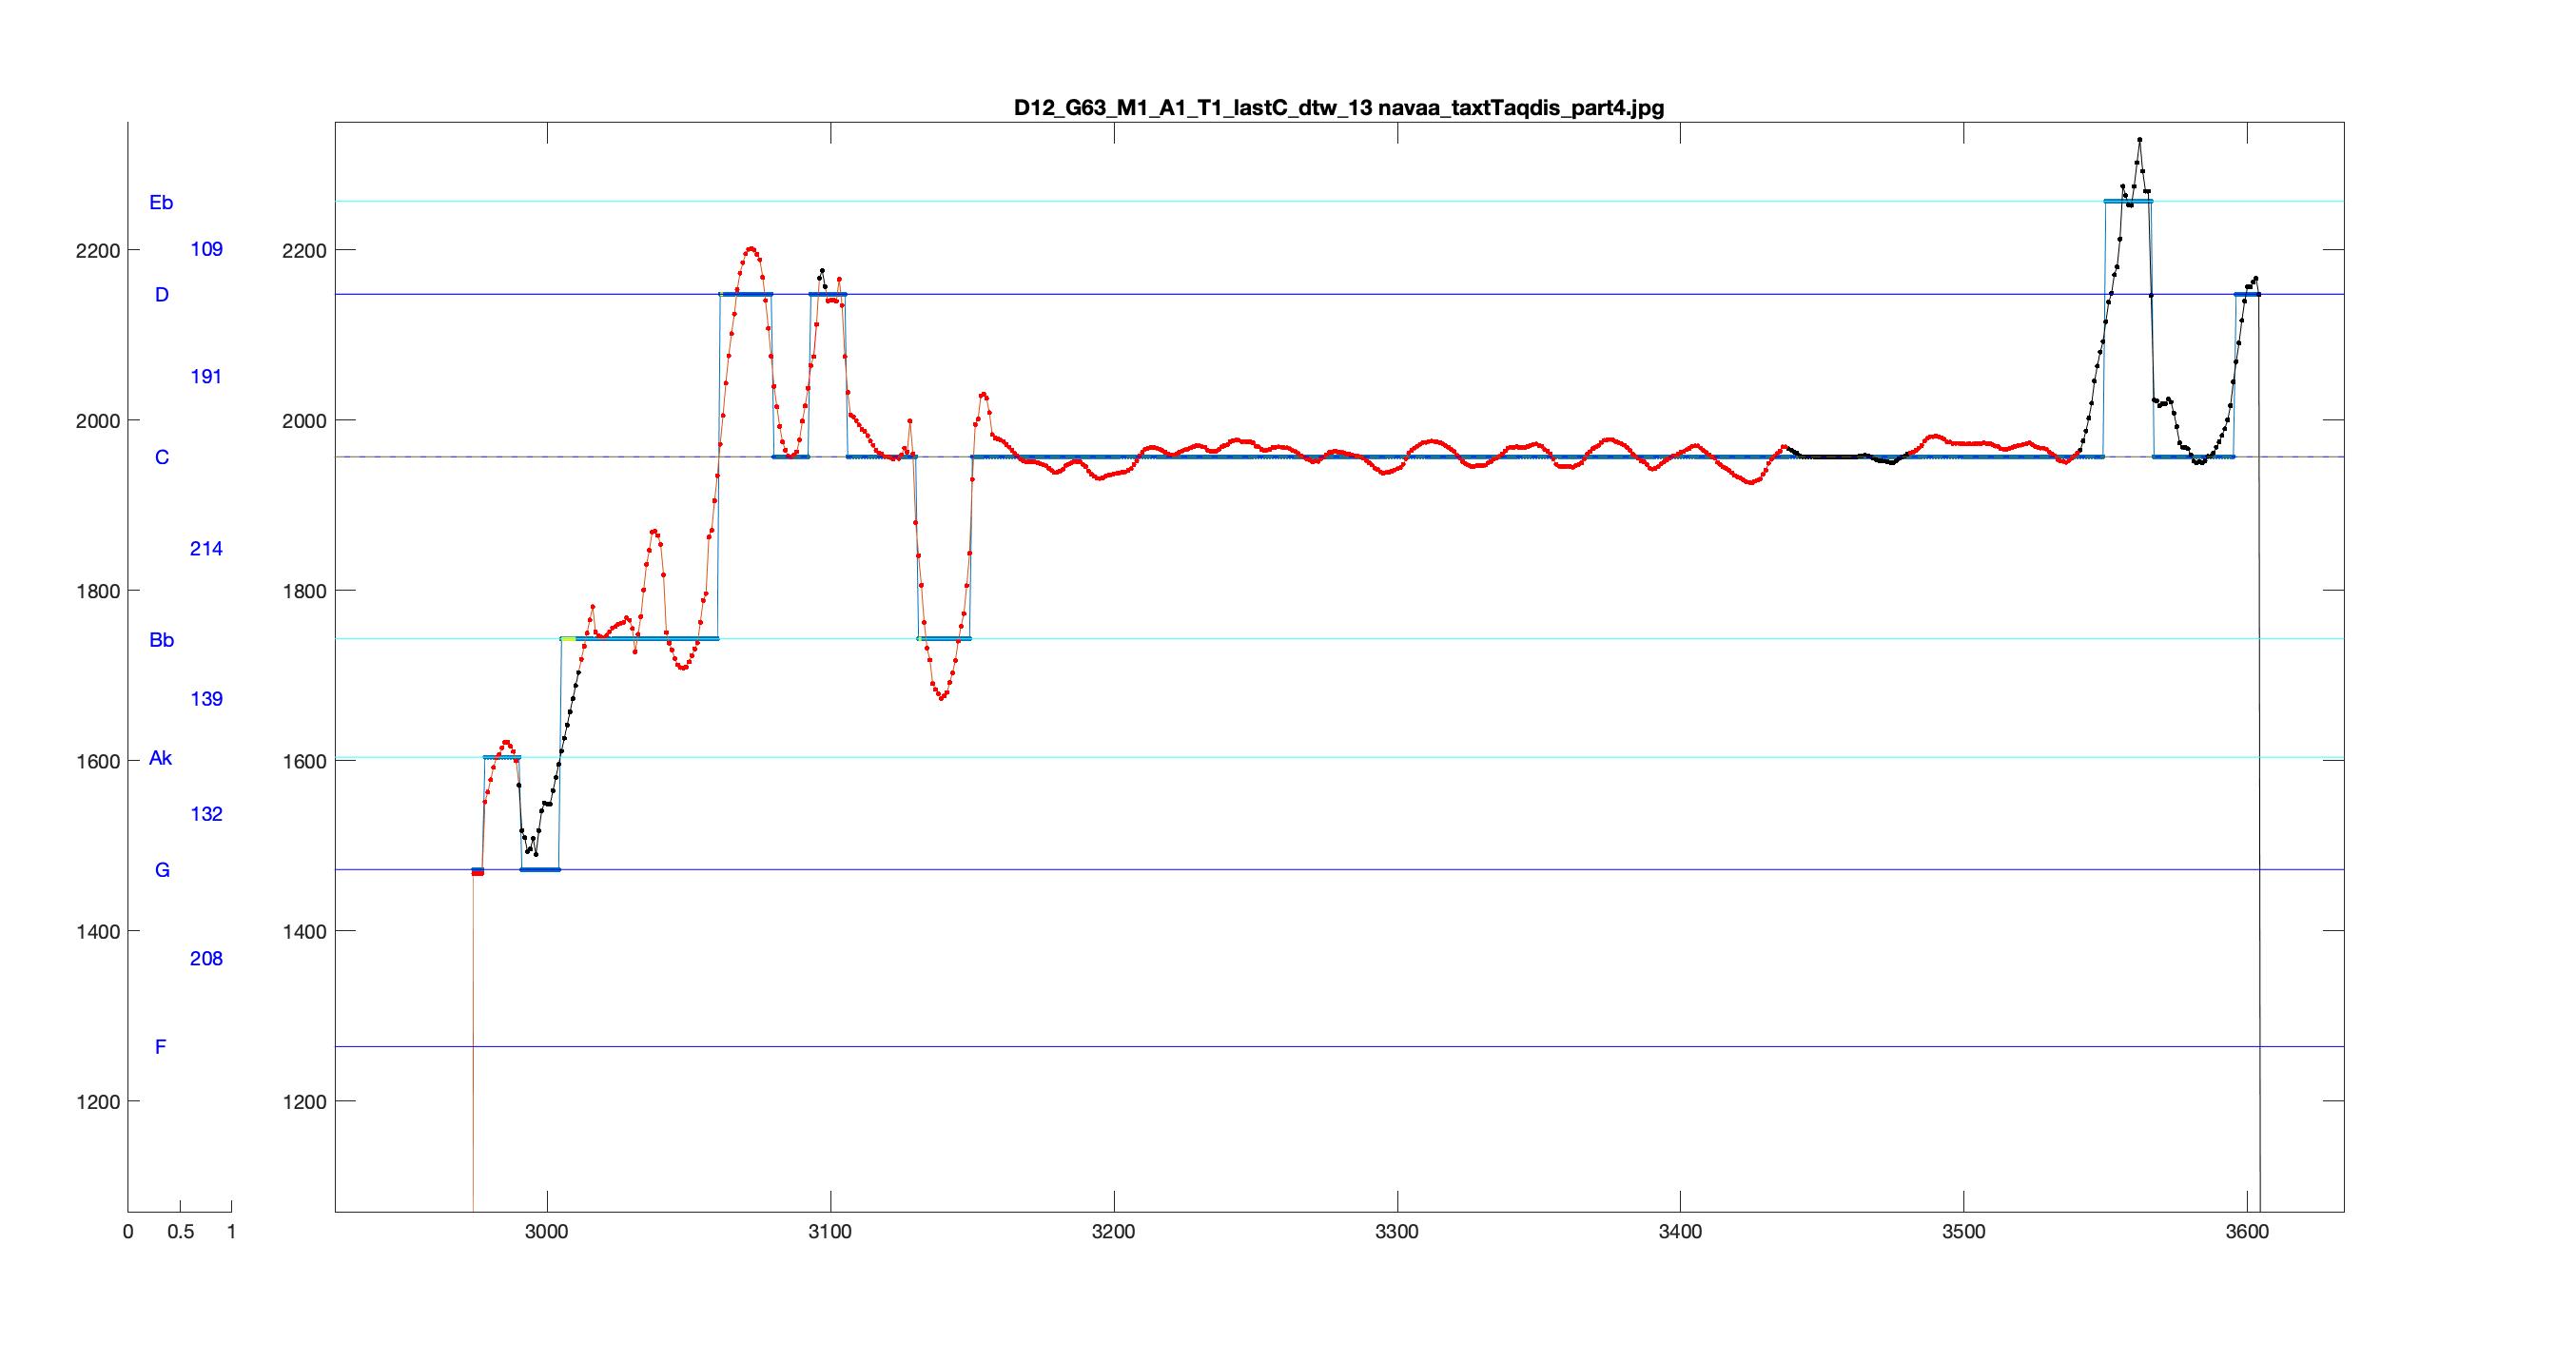 D12_G63_M1_A1_T1_lastC_dtw_13 navaa_taxtTaqdis_part4.jpg
Eb
2200 109 2200
D
191
2000 2000
C
214
1800 1800
Bb
139
1600 Ak 1600
132
G
1400 1400
208
F
1200 1200
0 0.5 1 3000 3100 3200 3300 3400 3500 3600